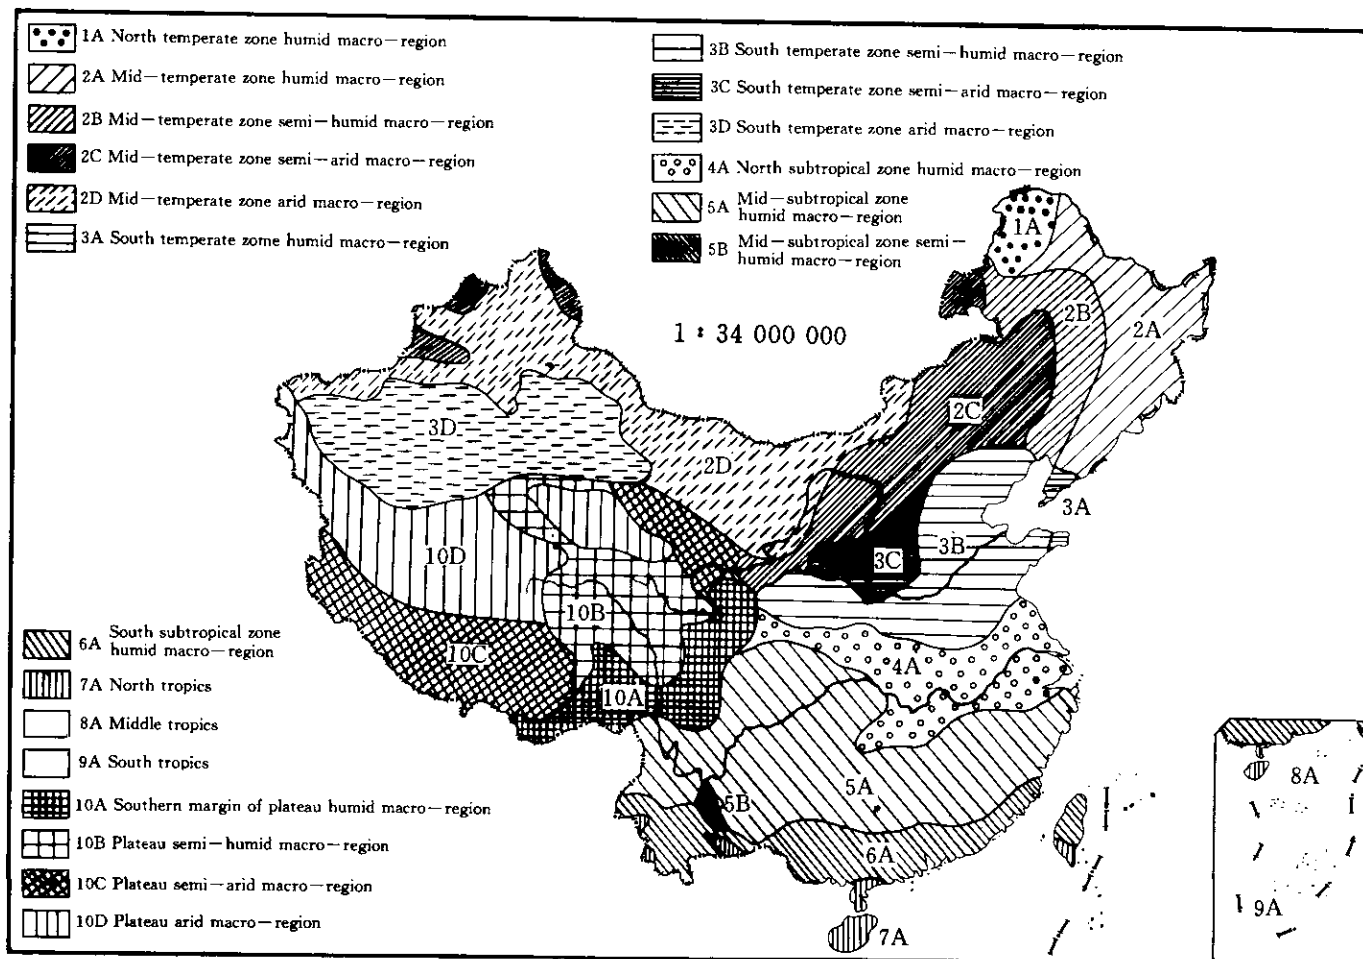 1A North temperate zone humid macro-region
2A Mid-temperate zone humid macro-region
2B Mid-temperate zone semi-humid macro-region
2C Mid-temperate zone semi-arid macro-region
2D Mid-temperate zone arid macro-region
3A South temperate zome humid macro-region
3B South temperate zone semi-humid macro-region
3C South temperate zone semi-arid macro-region
3D South temperate zone arid macro-region
4A North subtropical zone humid macro-region
5A Mid-subtropical zone
humid macro-region
5B Mid-subtropical zone semi-
humid macro-region
1 : 34 000 000
1A
2B
2A
2C
3D
2D
3A
3B
3C
10D
10B
10C
10A
4A
5A
5B
6A
7A
8A
9A
6A South subtropical zone
humid macro-region
7A North tropics
8A Middle tropics
9A South tropics
10A Southern margin of plateau humid macro-region
10B Plateau semi-humid macro-region
10C Plateau semi-arid macro-region
10D Plateau arid macro-region